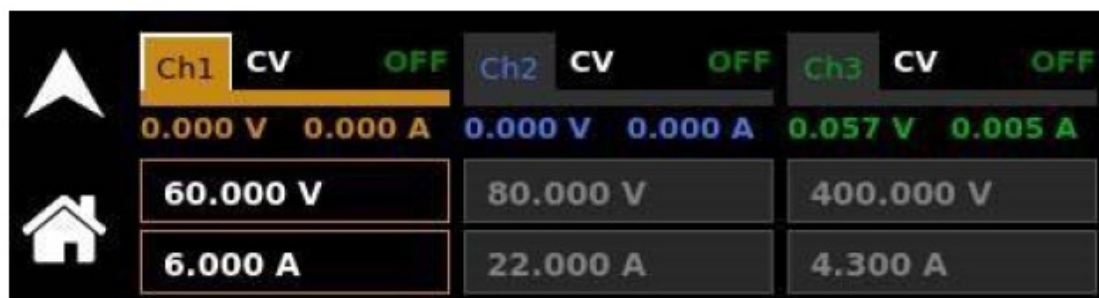 Ch1 CV OFF Ch2 CV OFF Ch3 CV OFF
0.000 V 0.000 A 0.000 V 0.000 A 0.057 V 0.005 A
60.000 V 80.000 V 400.000 V
6.000 A 22.000 A 4.300 A